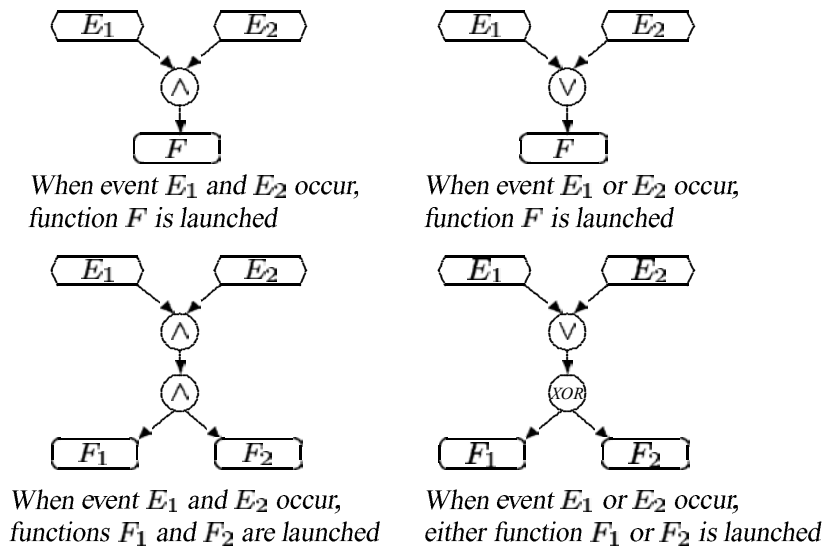 E₁ E₂ E₁ E₂
∧ ∨
F F
When event E₁ and E₂ occur,
function F is launched
When event E₁ or E₂ occur,
function F is launched
E₁ E₂ E₁ E₂
∧ ∨
∧ XOR
F₁ F₂ F₁ F₂
When event E₁ and E₂ occur,
functions F₁ and F₂ are launched
When event E₁ or E₂ occur,
either function F₁ or F₂ is launched